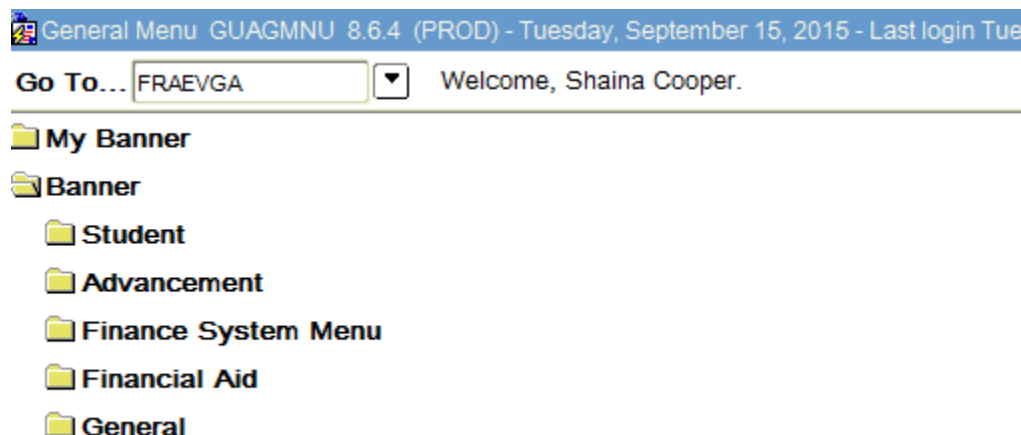 General Menu GUAGMNU 8.6.4 (PROD) - Tuesday, September 15, 2015 - Last login Tue
Go To... FRAEVGA Welcome, Shaina Cooper.
My Banner
Banner
Student
Advancement
Finance System Menu
Financial Aid
General